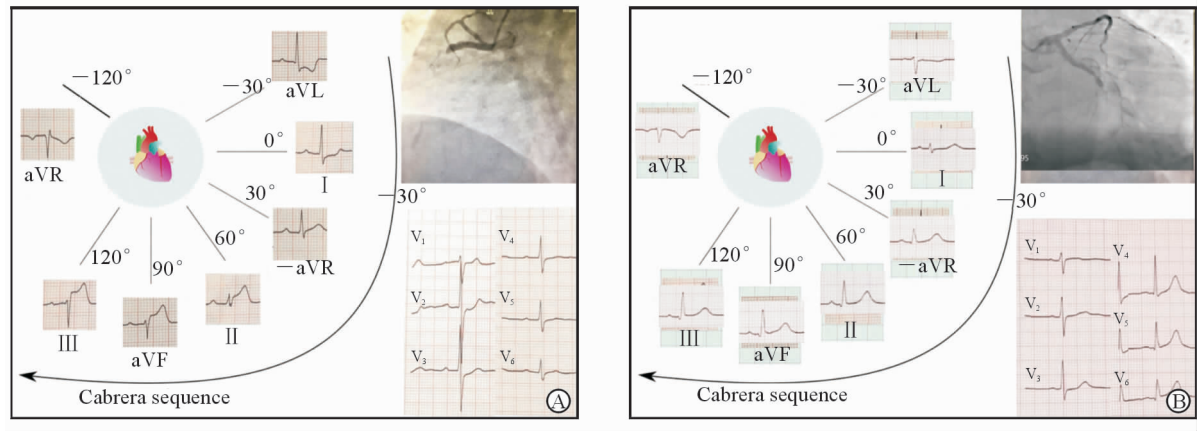 −120°
−30°
aVL
0°
I
30°
−aVR
60°
II
90°
aVF
120°
III
aVR
−30°
Cabrera sequence
V1
V2
V3
V4
V5
V6
A
−120°
−30°
aVL
0°
I
30°
−aVR
60°
II
90°
aVF
120°
III
aVR
−30°
Cabrera sequence
95
V1
V2
V3
V4
V5
V6
B